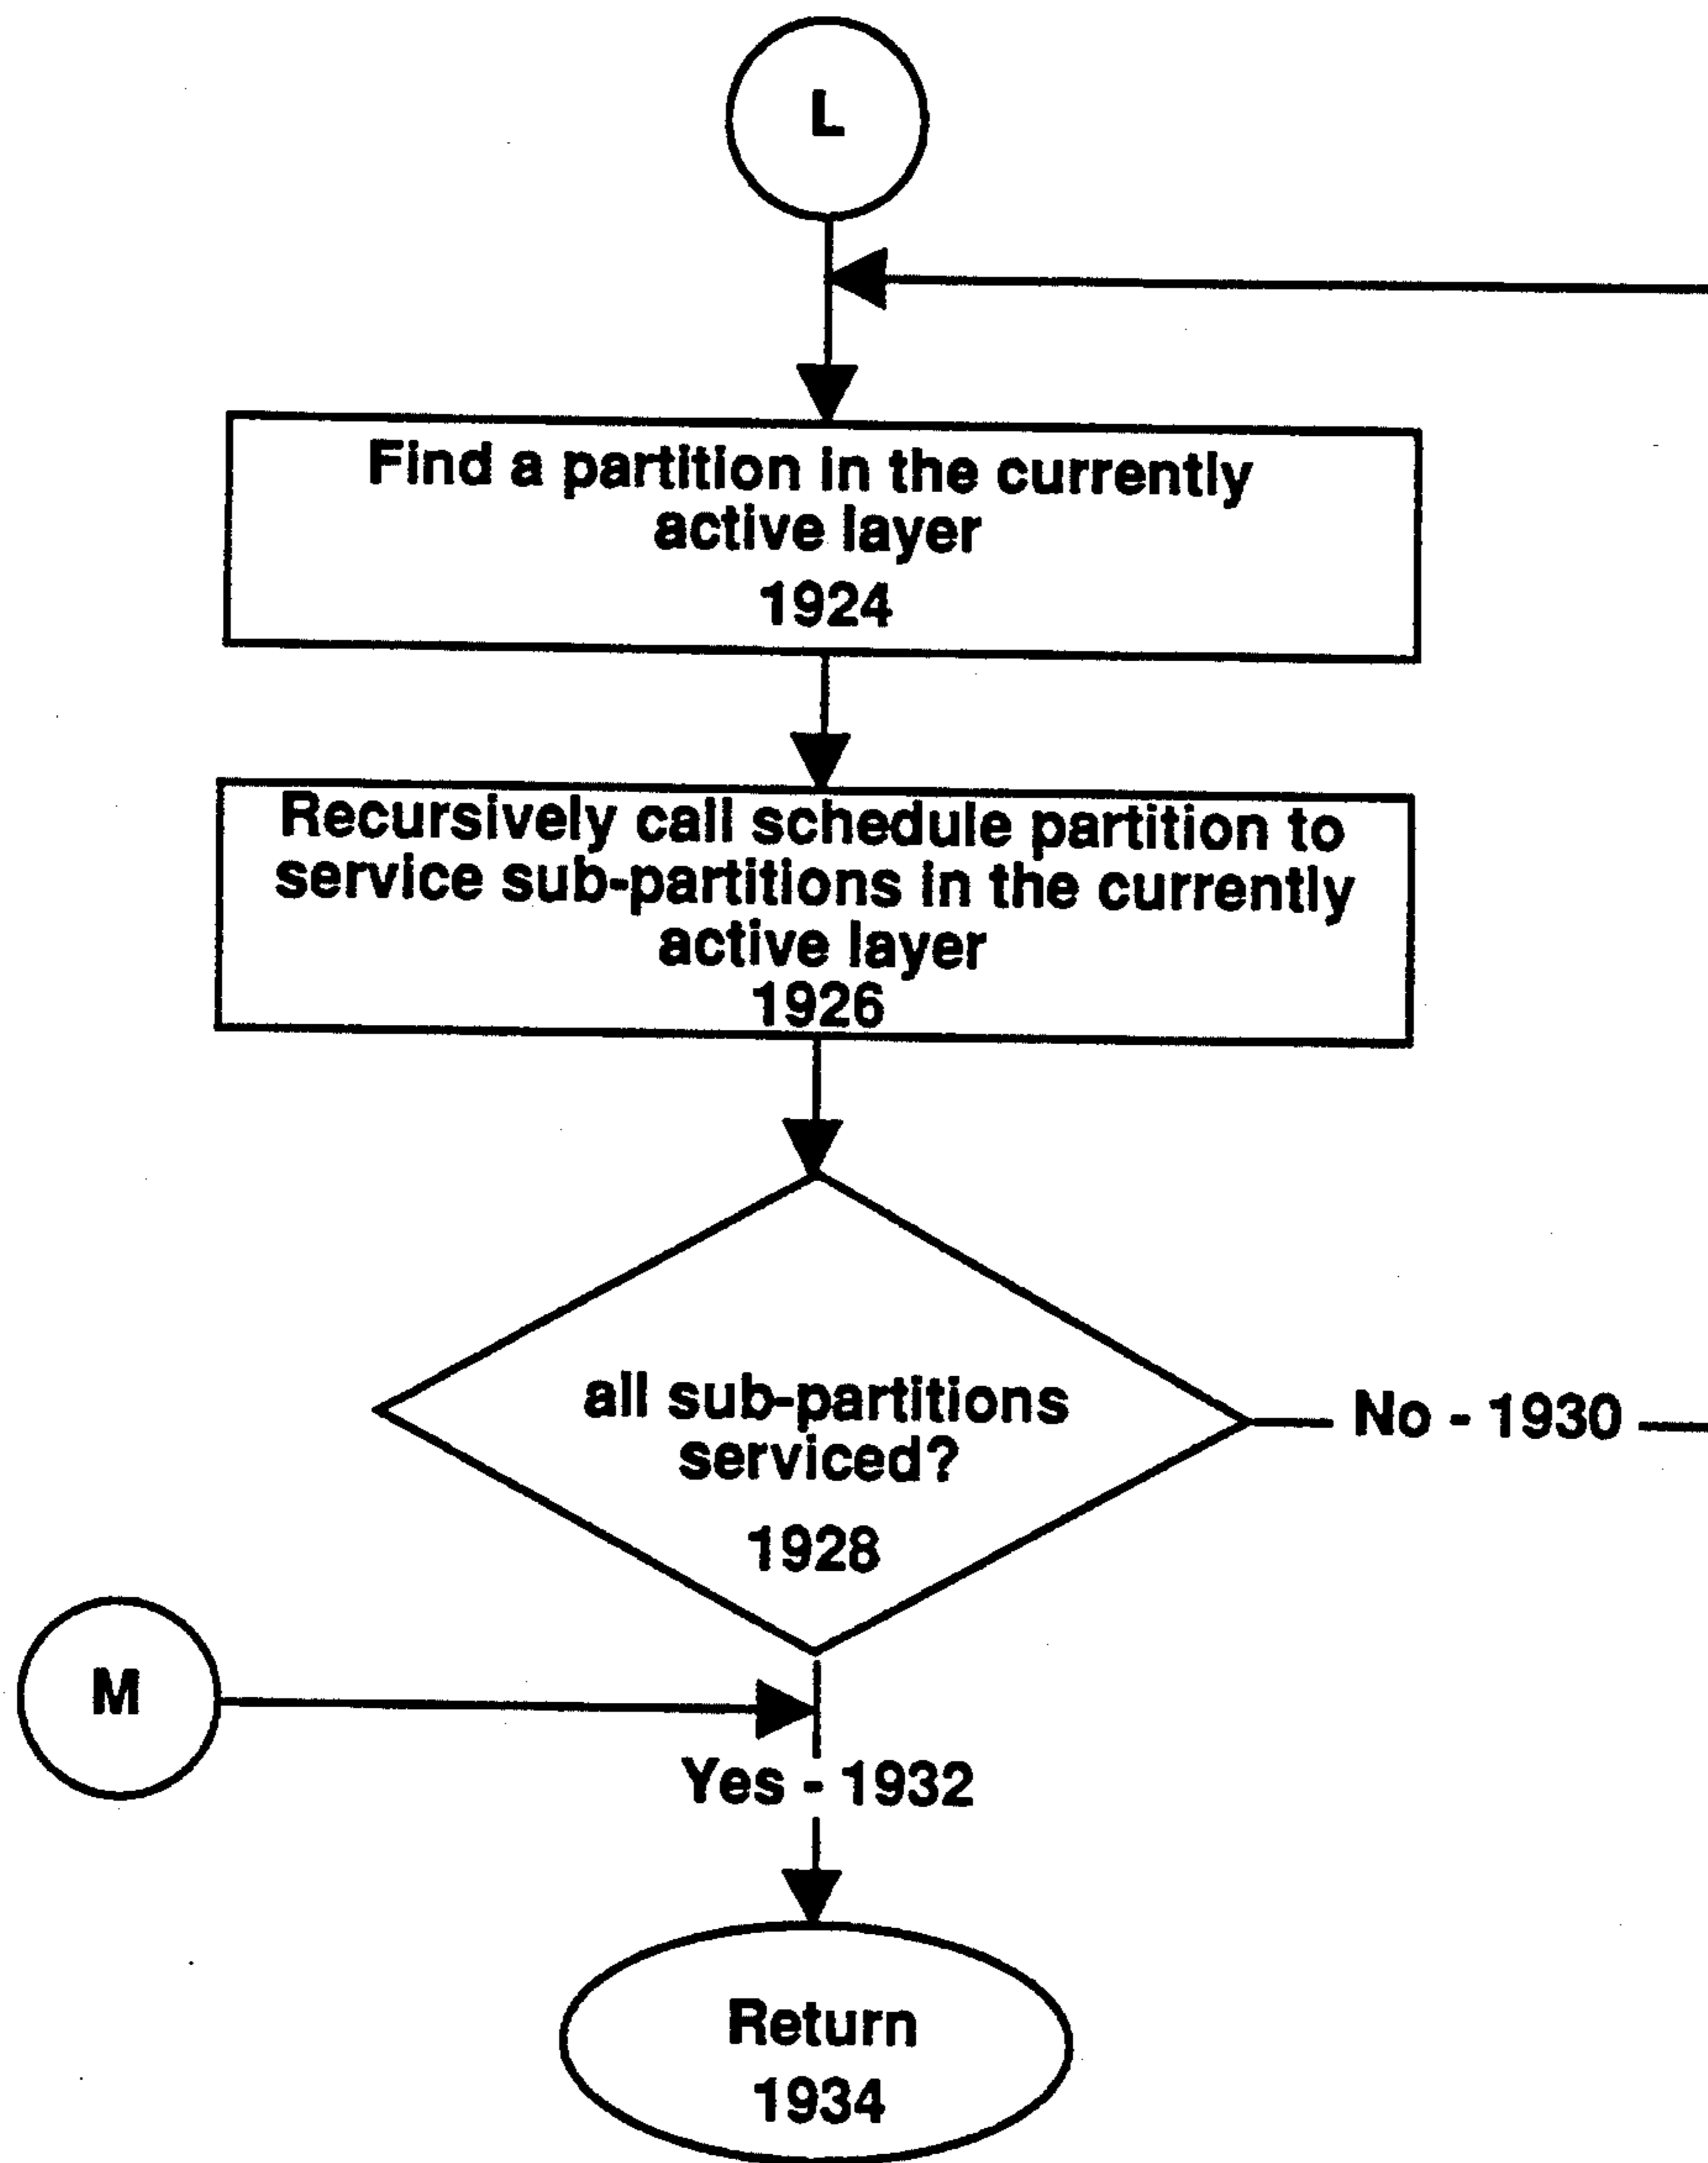 L
Find a partition in the currently
active layer
1924
Recursively call schedule partition to
service sub-partitions in the currently
active layer
1926
all sub-partitions
serviced?
1928
No - 1930
M
Yes - 1932
Return
1934